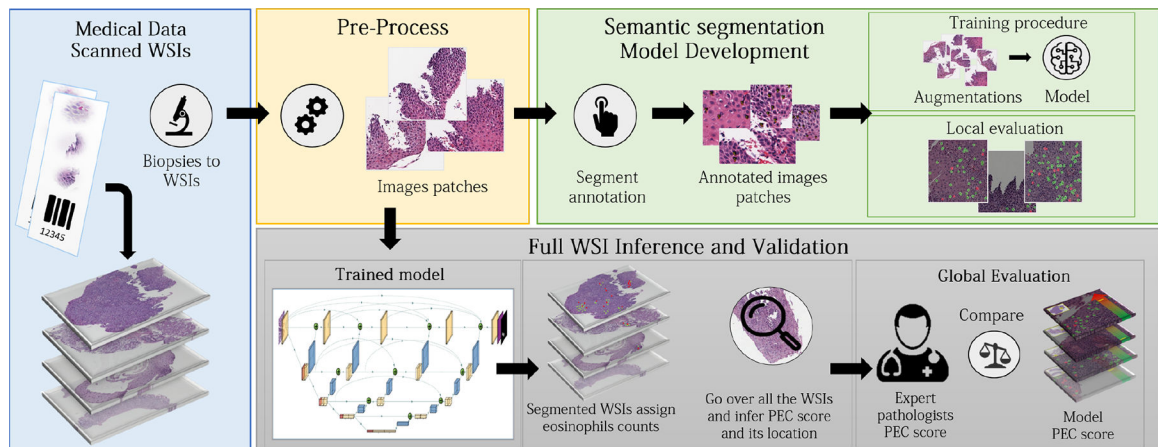 Medical Data
Scanned WSIs
Biopsies to
WSIs
12345
Pre-Process
Images patches
Semantic segmentation
Model Development
Segment
annotation
Annotated images
patches
Training procedure
Augmentations
Model
Local evaluation
Full WSI Inference and Validation
Trained model
Segmented WSIs assign
eosinophils counts
Go over all the WSIs
and infer PEC score
and its location
Global Evaluation
Compare
Expert
pathologists
PEC score
Model
PEC score